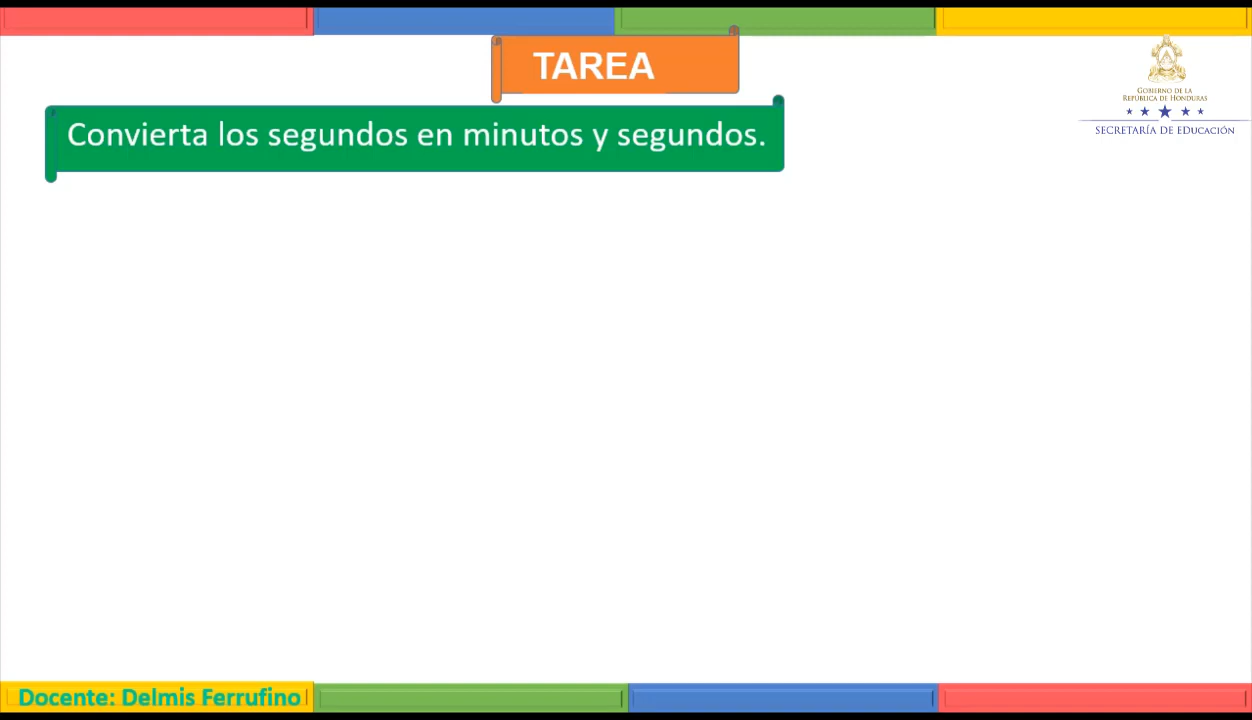 TAREA
Convierta los segundos en minutos y segundos.
GOBIERNO DE LA
REPÚBLICA DE HONDURAS
SECRETARÍA DE EDUCACIÓN
Docente: Delmis Ferrufino